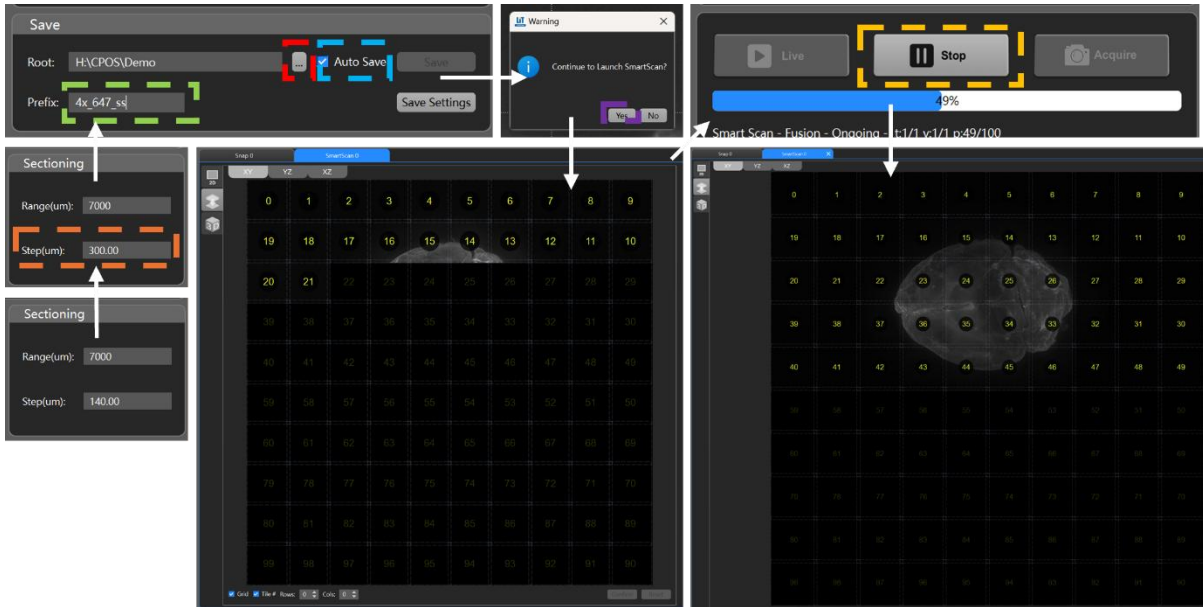 Save
Root: H:\CPOS\Demo ... Auto Save Save
Prefix: 4x_647_ss Save Settings
Warning
Continue to Launch SmartScan?
Yes No
Live Stop Acquire
49%
Smart Scan - Fusion - Ongoing - t:1/1 v:1/1 p:49/100
Sectioning
Range(um): 7000
Step(um): 300.00
Sectioning
Range(um): 7000
Step(um): 140.00
Snap 0 SmartScan 0
XY YZ XZ
2D
3D
0 1 2 3 4 5 6 7 8 9
19 18 17 16 15 14 13 12 11 10
20 21 22 23 24 25 26 27 28 29
39 38 37 36 35 34 33 32 31 30
40 41 42 43 44 45 46 47 48 49
59 58 57 56 55 54 53 52 51 50
60 61 62 63 64 65 66 67 68 69
79 78 77 76 75 74 73 72 71 70
80 81 82 83 84 85 86 87 88 89
99 98 97 96 95 94 93 92 91 90
Grid Tile # Rows: 0 Cols: 0
Snap 0 SmartScan 0
XY YZ XZ
0 1 2 3 4 5 6 7 8 9
19 18 17 16 15 14 13 12 11 10
20 21 22 23 24 25 26 27 28 29
39 38 37 36 35 34 33 32 31 30
40 41 42 43 44 45 46 47 48 49